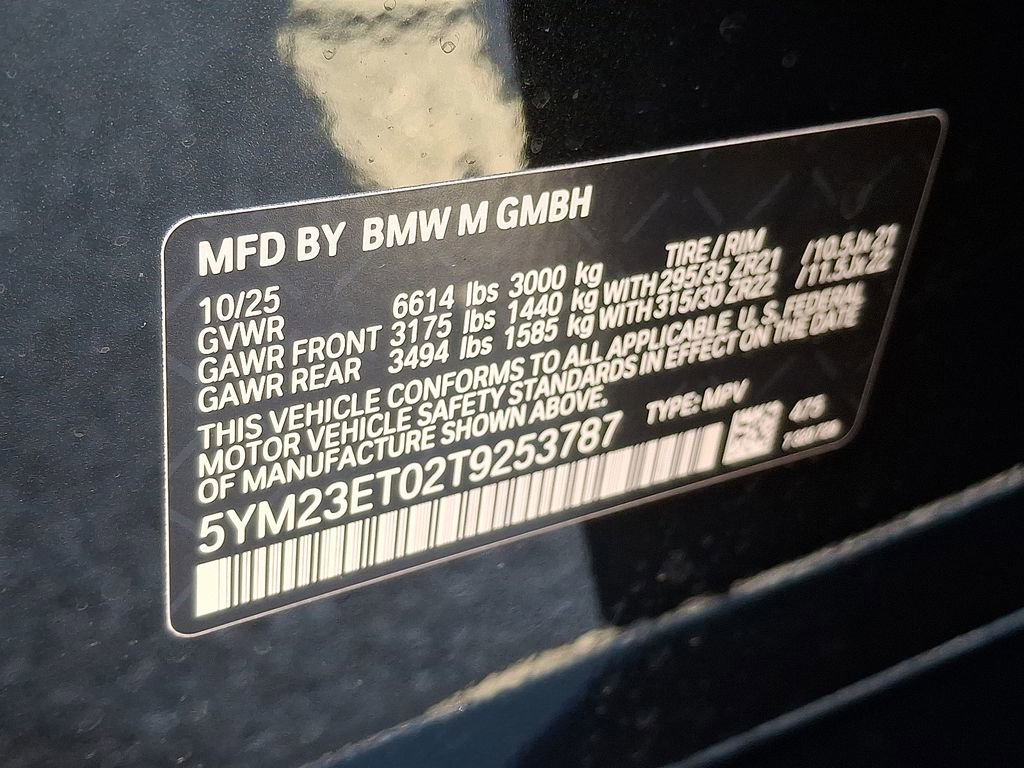 MFD BY BMW M GMBH
10/25 TIRE / RIM
GVWR 6614 lbs 3000 kg
GAWR FRONT 3175 lbs 1440 kg WITH 295/35 ZR21 /10.5Jx21
GAWR REAR 3494 lbs 1585 kg WITH 315/30 ZR22 /11.5Jx22
THIS VEHICLE CONFORMS TO ALL APPLICABLE U. S. FEDERAL
MOTOR VEHICLE SAFETY STANDARDS IN EFFECT ON THE DATE
OF MANUFACTURE SHOWN ABOVE.
5YM23ET02T9253787 TYPE: MPV
475